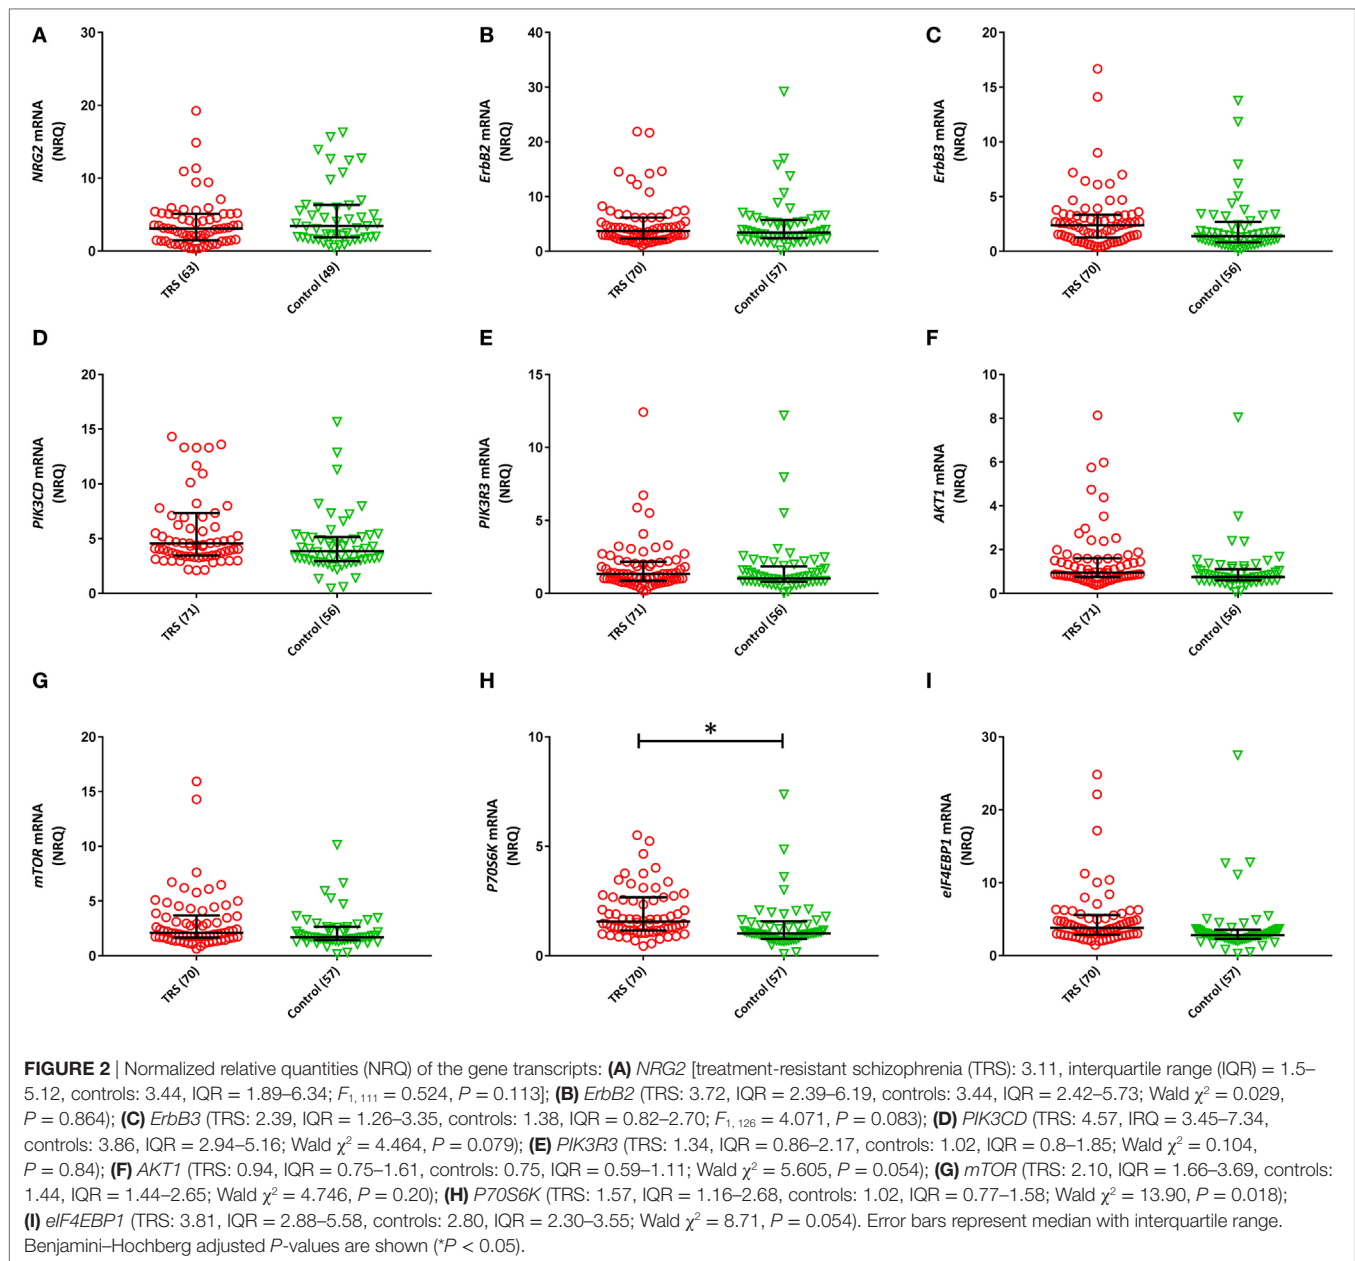 A
B
C
30
20
10
0
NRG2 mRNA
(NRQ)
TRS (63)
Control (49)
40
30
20
10
0
ErbB2 mRNA
(NRQ)
TRS (70)
Control (57)
20
15
10
5
0
ErbB3 mRNA
(NRQ)
TRS (70)
Control (56)
D
E
F
20
15
10
5
0
PIK3CD mRNA
(NRQ)
TRS (71)
Control (56)
15
10
5
0
PIK3R3 mRNA
(NRQ)
TRS (71)
Control (56)
10
8
6
4
2
0
AKT1 mRNA
(NRQ)
TRS (71)
Control (56)
G
H
I
20
15
10
5
0
mTOR mRNA
(NRQ)
TRS (70)
Control (57)
10
5
0
P70S6K mRNA
(NRQ)
*
TRS (70)
Control (57)
30
20
10
0
eIF4EBP1 mRNA
(NRQ)
TRS (70)
Control (57)
FIGURE 2 | Normalized relative quantities (NRQ) of the gene transcripts: (A) NRG2 [treatment-resistant schizophrenia (TRS): 3.11, interquartile range (IQR) = 1.5–
5.12, controls: 3.44, IQR = 1.89–6.34; F1, 111 = 0.524, P = 0.113]; (B) ErbB2 (TRS: 3.72, IQR = 2.39–6.19, controls: 3.44, IQR = 2.42–5.73; Wald χ² = 0.029,
P = 0.864); (C) ErbB3 (TRS: 2.39, IQR = 1.26–3.35, controls: 1.38, IQR = 0.82–2.70; F1, 126 = 4.071, P = 0.083); (D) PIK3CD (TRS: 4.57, IRQ = 3.45–7.34,
controls: 3.86, IQR = 2.94–5.16; Wald χ² = 4.464, P = 0.079); (E) PIK3R3 (TRS: 1.34, IQR = 0.86–2.17, controls: 1.02, IQR = 0.8–1.85; Wald χ² = 0.104,
P = 0.84); (F) AKT1 (TRS: 0.94, IQR = 0.75–1.61, controls: 0.75, IQR = 0.59–1.11; Wald χ² = 5.605, P = 0.054); (G) mTOR (TRS: 2.10, IQR = 1.66–3.69, controls:
1.44, IQR = 1.44–2.65; Wald χ² = 4.746, P = 0.20); (H) P70S6K (TRS: 1.57, IQR = 1.16–2.68, controls: 1.02, IQR = 0.77–1.58; Wald χ² = 13.90, P = 0.018);
(I) eIF4EBP1 (TRS: 3.81, IQR = 2.88–5.58, controls: 2.80, IQR = 2.30–3.55; Wald χ² = 8.71, P = 0.054). Error bars represent median with interquartile range.
Benjamini–Hochberg adjusted P-values are shown (*P < 0.05).